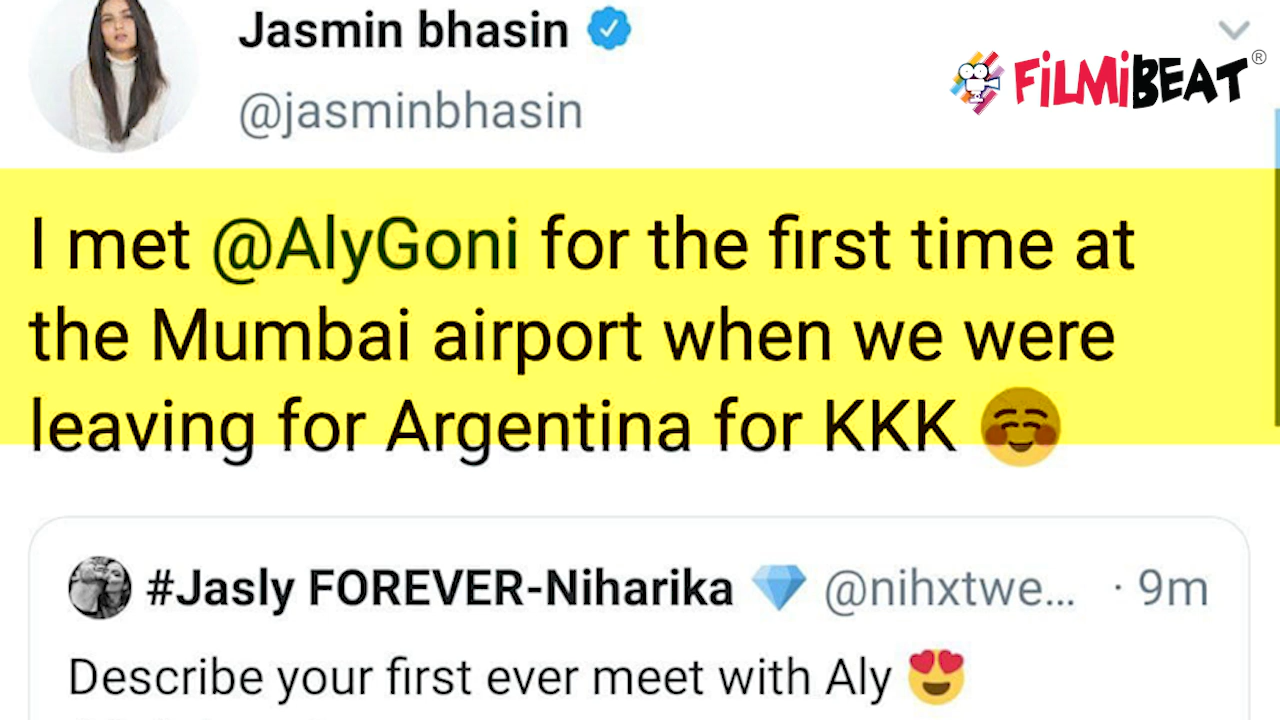 Jasmin bhasin
FiLMiBEAT®
@jasminbhasin
I met @AlyGoni for the first time at
the Mumbai airport when we were
leaving for Argentina for KKK ☺️
#Jasly FOREVER-Niharika 💎 @nihxtwe... · 9m
Describe your first ever meet with Aly 😍